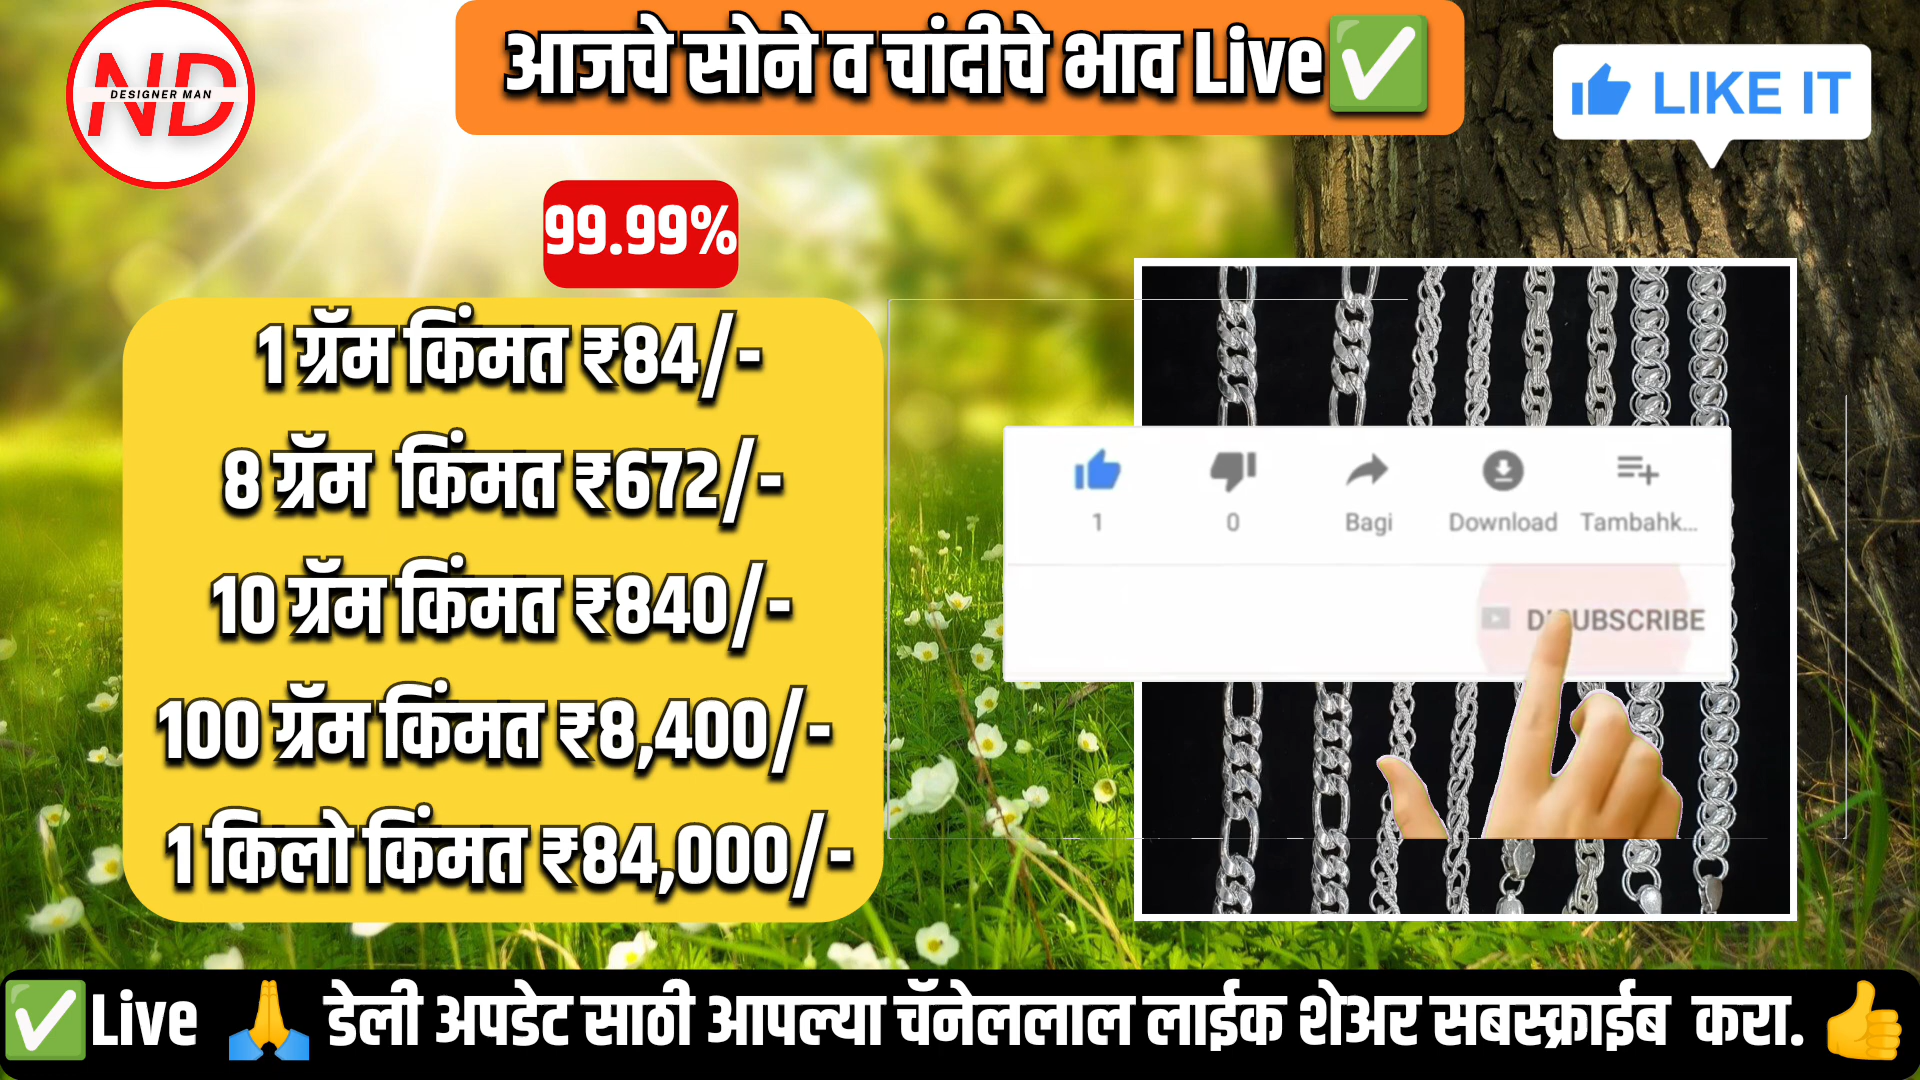 ND
DESIGNER MAN
आजचे सोने व चांदीचे भाव Live✅
LIKE IT
99.99%
1 ग्रॅम किंमत ₹84/-
8 ग्रॅम किंमत ₹672/-
10 ग्रॅम किंमत ₹840/-
100 ग्रॅम किंमत ₹8,400/-
1 किलो किंमत ₹84,000/-
1 0 Bagi Download Tambahk...
✅Live 🙏 डेली अपडेट साठी आपल्या चॅनेललाल लाईक शेअर सबस्क्राईब करा. 👍